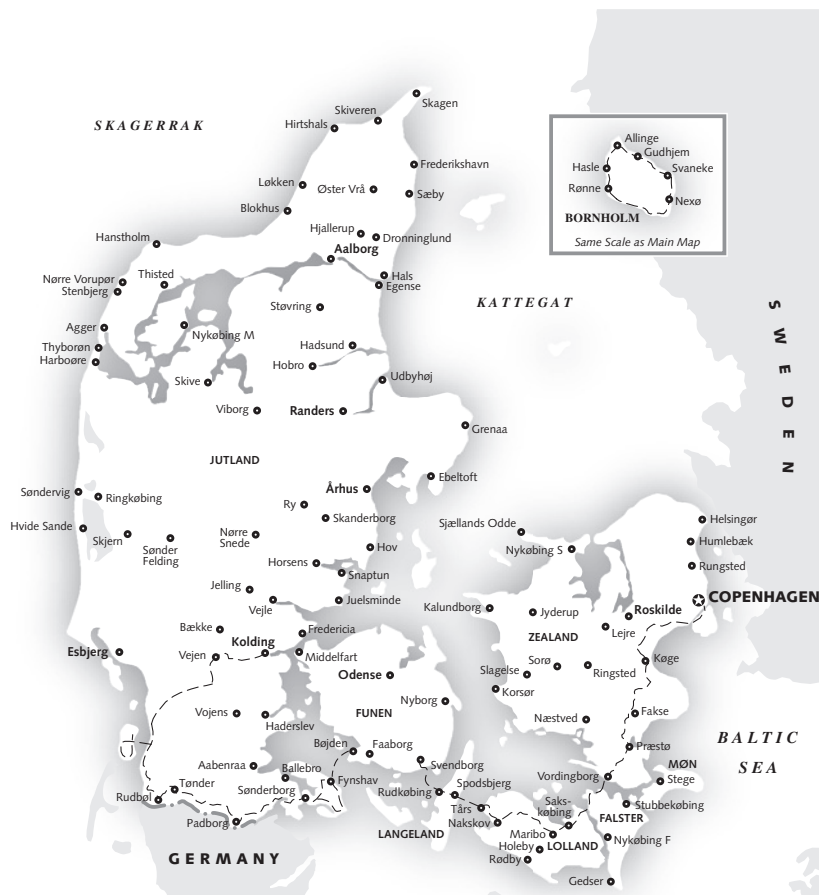 SKAGERRAK
Skagen
Skiveren
Hirtshals
Frederikshavn
Løkken
Øster Vrå
Sæby
Blokhus
Hjallerup
Dronninglund
Hanstholm
Aalborg
Hals
Egense
Nørre Vorupør
Thisted
Stenbjerg
Støvring
KATTEGAT
Agger
Nykøbing M
Thyborøn
Harboøre
Hadsund
Hobro
Skive
Udbyhøj
Viborg
Randers
Grenaa
JUTLAND
Ebeltoft
Århus
Søndervig
Ringkøbing
Ry
Skanderborg
Hvide Sande
Skjern
Sønder
Felding
Nørre
Snede
Hov
Horsens
Snaptun
Jelling
Vejle
Juelsminde
Bække
Kolding
Fredericia
Esbjerg
Vejen
Middelfart
Odense
Nyborg
FUNEN
Vojens
Haderslev
Bøjden
Faaborg
Svendborg
Aabenraa
Ballebro
Fynshav
Tønder
Sønderborg
Rudbøl
Padborg
GERMANY
Rudkøbing
Spodsbjerg
LANGELAND
Tårs
Nakskov
Saks-
købing
Maribo
LOLLAND
Holeby
Rødby
FALSTER
Nykøbing F
Gedser
Stubbekøbing
MØN
Stege
Vordingborg
Præstø
Fakse
Næstved
Køge
Ringsted
Sorø
Slagelse
Korsør
ZEALAND
Lejre
Roskilde
COPENHAGEN
Jyderup
Kalundborg
Nykøbing S
Sjællands Odde
Rungsted
Humlebæk
Helsingør
BALTIC
SEA
SWEDEN
Allinge
Gudhjem
Svaneke
Hasle
Rønne
Nexø
BORNHOLM
Same Scale as Main Map